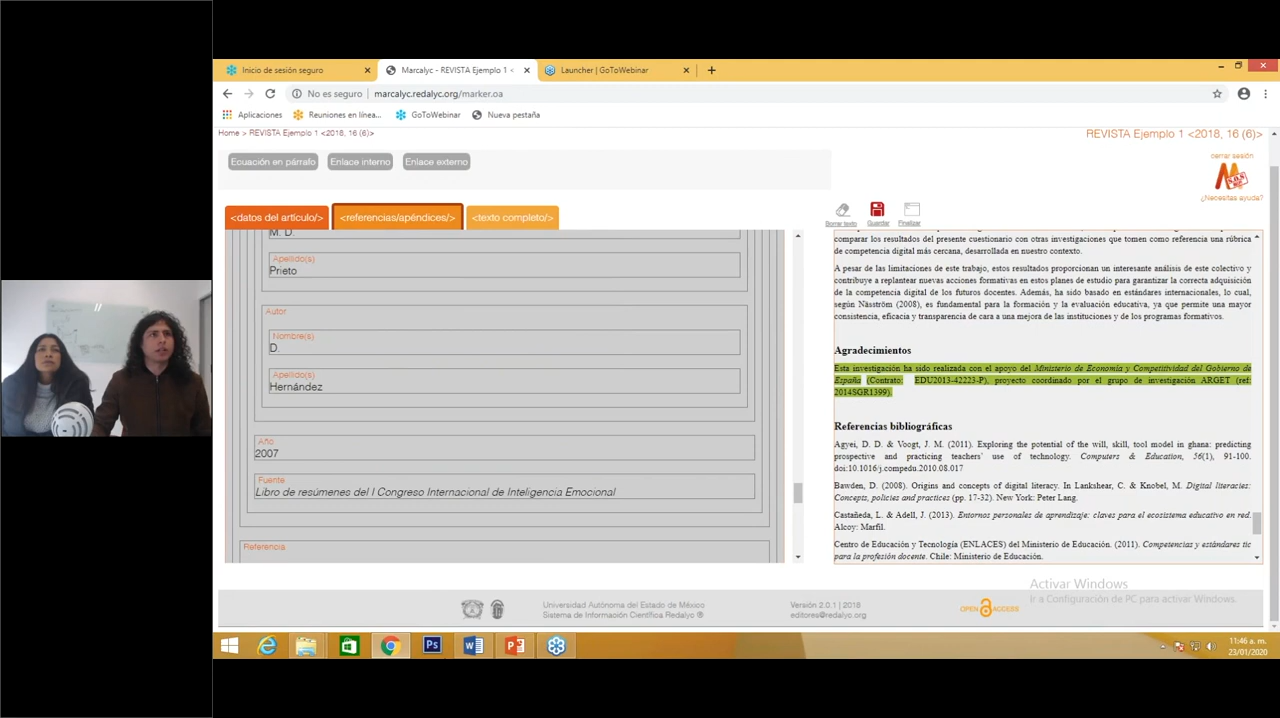 Inicio de sesión seguro
Marcalyc - REVISTA Ejemplo 1 <
Launcher | GoToWebinar
No es seguro | marcalyc.redalyc.org/marker.oa
Aplicaciones
Reuniones en línea...
GoToWebinar
Nueva pestaña
Home > REVISTA Ejemplo 1 <2018, 16 (6)>
REVISTA Ejemplo 1 <2018, 16 (6)>
Ecuación en párrafo
Enlace interno
Enlace externo
cerrar sesión
¿Necesitas ayuda?
<datos del artículo/>
<referencias/apéndices/>
<texto completo/>
Borrar texto
Guardar
Finalizar
M. D.
Apellido(s)
Prieto
Autor
Nombre(s)
D.
Apellido(s)
Hernández
Año
2007
Fuente
Libro de resúmenes del I Congreso Internacional de Inteligencia Emocional
Referencia
comparar los resultados del presente cuestionario con otras investigaciones que tomen como referencia una rúbrica
de competencia digital más cercana, desarrollada en nuestro contexto.
A pesar de las limitaciones de este trabajo, estos resultados proporcionan un interesante análisis de este colectivo y
contribuye a replantear nuevas acciones formativas en estos planes de estudio para garantizar la correcta adquisición
de la competencia digital de los futuros docentes. Además, ha sido basado en estándares internacionales, lo cual,
según Näsström (2008), es fundamental para la formación y la evaluación educativa, ya que permite una mayor
consistencia, eficacia y transparencia de cara a una mejora de las instituciones y de los programas formativos.
Agradecimientos
Esta investigación ha sido realizada con el apoyo del Ministerio de Economía y Competitividad del Gobierno de
España (Contrato: EDU2013-42223-P), proyecto coordinado por el grupo de investigación ARGET (ref:
2014SGR1399).
Referencias bibliográficas
Agyei, D. D. & Voogt, J. M. (2011). Exploring the potential of the will, skill, tool model in ghana: predicting
prospective and practicing teachers' use of technology. Computers & Education, 56(1), 91-100.
doi:10.1016/j.compedu.2010.08.017
Bawden, D. (2008). Origins and concepts of digital literacy. In Lankshear, C. & Knobel, M. Digital literacies:
Concepts, policies and practices (pp. 17-32). New York: Peter Lang.
Castañeda, L. & Adell, J. (2013). Entornos personales de aprendizaje: claves para el ecosistema educativo en red.
Alcoy: Marfil.
Centro de Educación y Tecnología (ENLACES) del Ministerio de Educación. (2011). Competencias y estándares tic
para la profesión docente. Chile: Ministerio de Educación.
Activar Windows
Ir a Configuración de PC para activar Windows.
Universidad Autónoma del Estado de México
Sistema de Información Científica Redalyc ®
Versión 2.0.1 | 2018
editores@redalyc.org
OPEN ACCESS
11:46 a. m.
23/01/2020